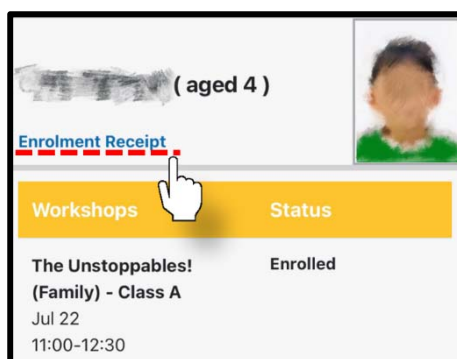 ( aged 4 )
Enrolment Receipt
Workshops Status
The Unstoppables! Enrolled
(Family) - Class A
Jul 22
11:00-12:30